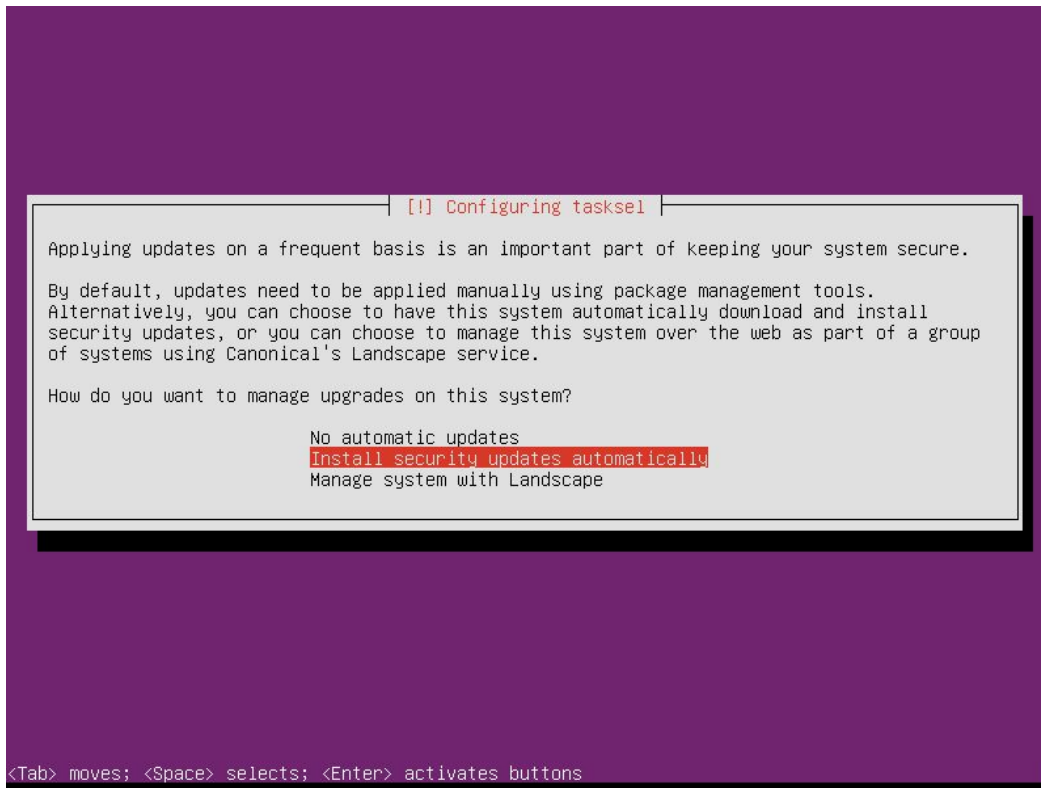 [!] Configuring tasksel
Applying updates on a frequent basis is an important part of keeping your system secure.
By default, updates need to be applied manually using package management tools.
Alternatively, you can choose to have this system automatically download and install
security updates, or you can choose to manage this system over the web as part of a group
of systems using Canonical's Landscape service.
How do you want to manage upgrades on this system?
No automatic updates
Install security updates automatically
Manage system with Landscape
<Tab> moves; <Space> selects; <Enter> activates buttons